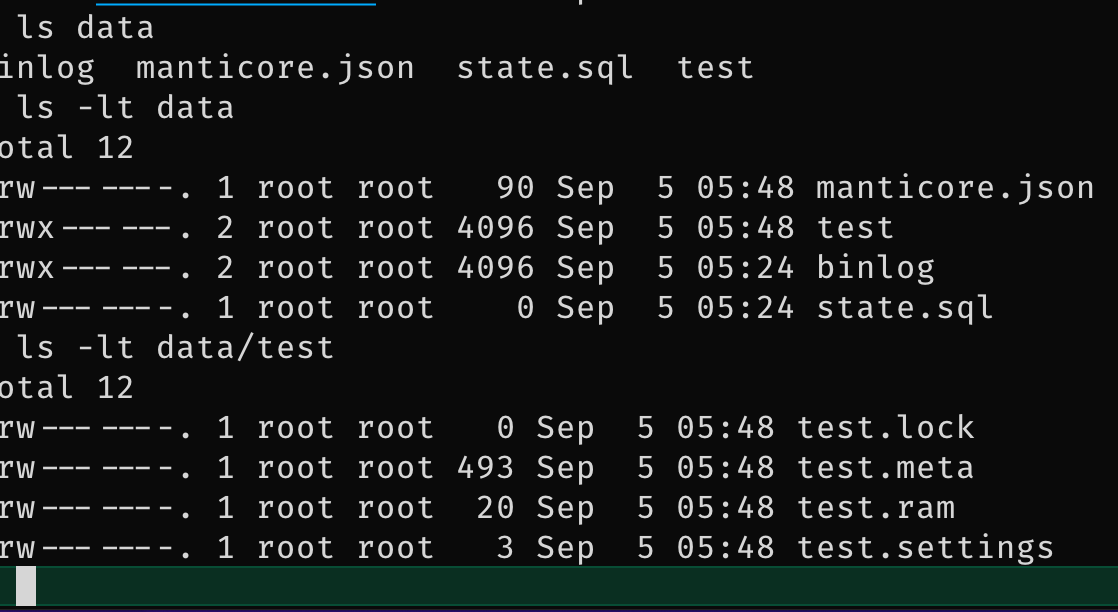 ls data
inlog  manticore.json  state.sql  test
ls -lt data
otal 12
rw-------. 1 root root   90 Sep  5 05:48 manticore.json
rwx------. 2 root root 4096 Sep  5 05:48 test
rwx------. 2 root root 4096 Sep  5 05:24 binlog
rw-------. 1 root root    0 Sep  5 05:24 state.sql
ls -lt data/test
otal 12
rw-------. 1 root root   0 Sep  5 05:48 test.lock
rw-------. 1 root root 493 Sep  5 05:48 test.meta
rw-------. 1 root root  20 Sep  5 05:48 test.ram
rw-------. 1 root root   3 Sep  5 05:48 test.settings